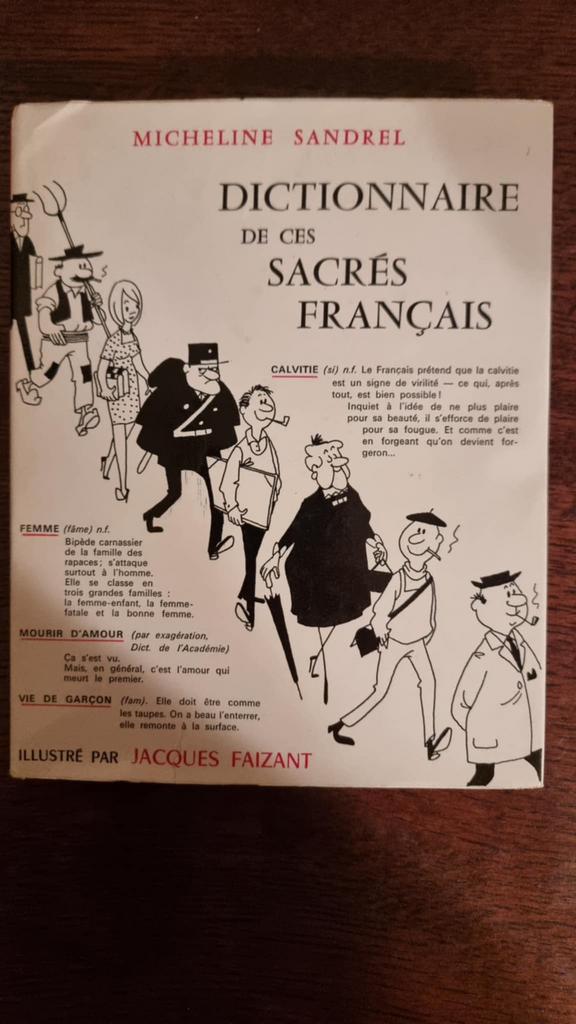 MICHELINE SANDREL
DICTIONNAIRE
DE CES
SACRÉS
FRANÇAIS
CALVITIE (si) n.f. Le Français prétend que la calvitie
est un signe de virilité — ce qui, après
tout, est bien possible!
Inquiet à l'idée de ne plus plaire
par sa beauté, il s'efforce de plaire
par sa fougue. Et comme c'est
en forgeant qu'on devient for-
geron...
FEMME (fâme) n.f.
Bipède carnassier
de la famille des
rapaces; s'attaque
surtout à l'homme.
Elle se classe en
trois grandes familles :
la femme-enfant, la femme-
fatale et la bonne femme.
MOURIR D'AMOUR (par exagération,
Dict. de l'Académie)
Ça s'est vu.
Mais, en général, c'est l'amour qui
meurt le premier.
VIE DE GARÇON (fam). Elle doit être comme
les taupes. On a beau l'enterrer,
elle remonte à la surface.
ILLUSTRÉ PAR JACQUES FAIZANT